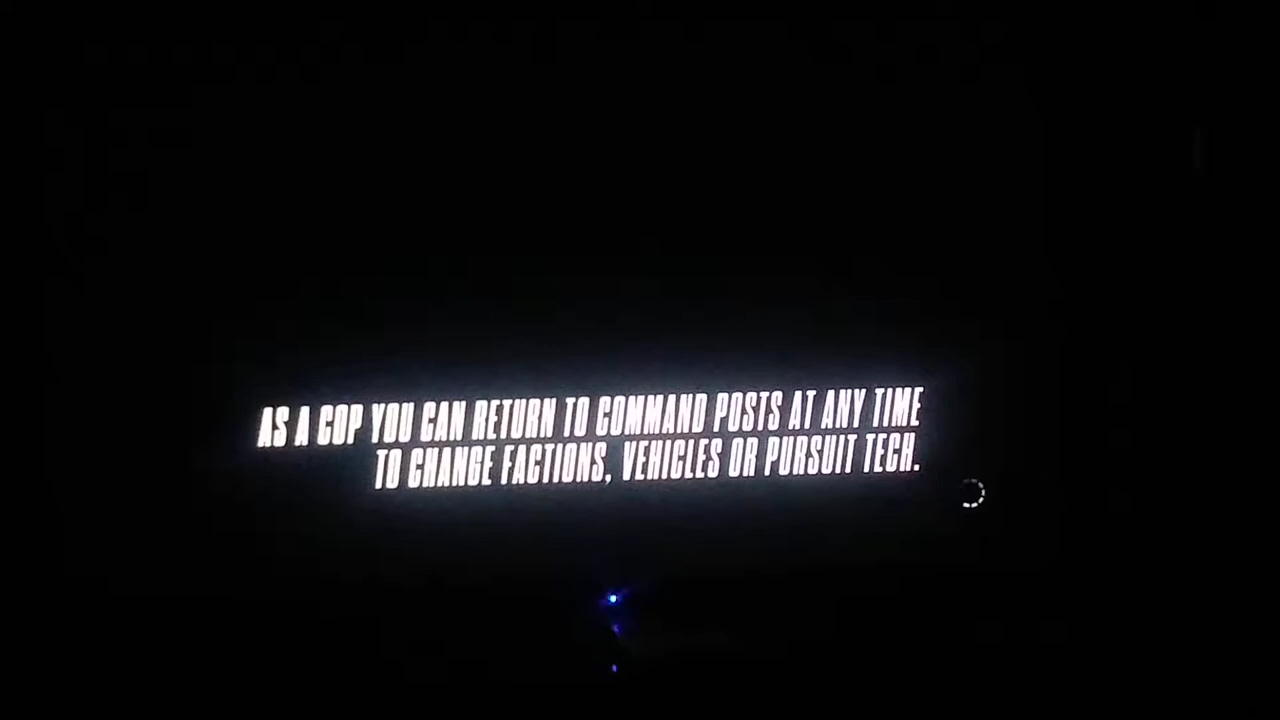 AS A COP YOU CAN RETURN TO COMMAND POSTS AT ANY TIME
TO CHANGE FACTIONS, VEHICLES OR PURSUIT TECH.